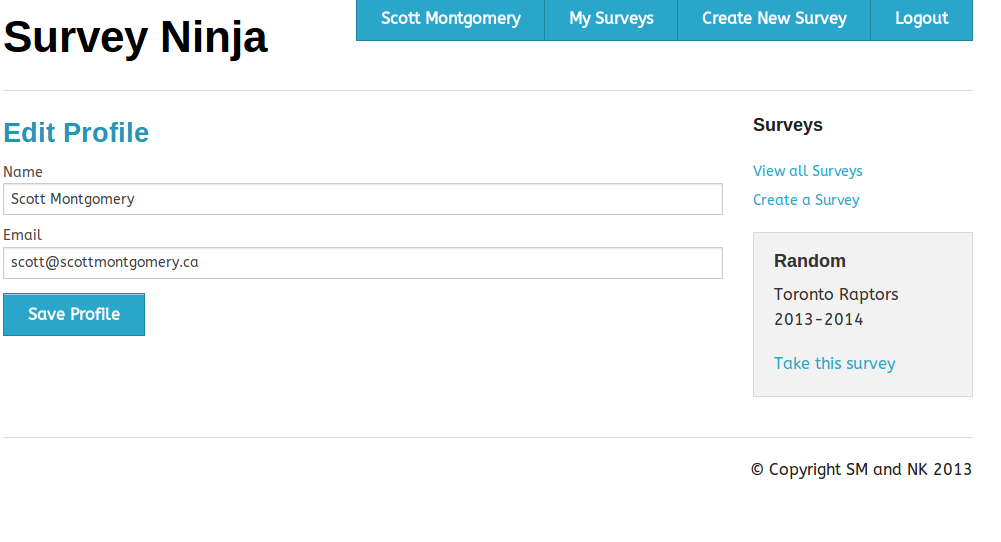 Survey Ninja
Scott Montgomery
My Surveys
Create New Survey
Logout
Edit Profile
Name
Scott Montgomery
Email
scott@scottmontgomery.ca
Save Profile
Surveys
View all Surveys
Create a Survey
Random
Toronto Raptors
2013-2014
Take this survey
© Copyright SM and NK 2013